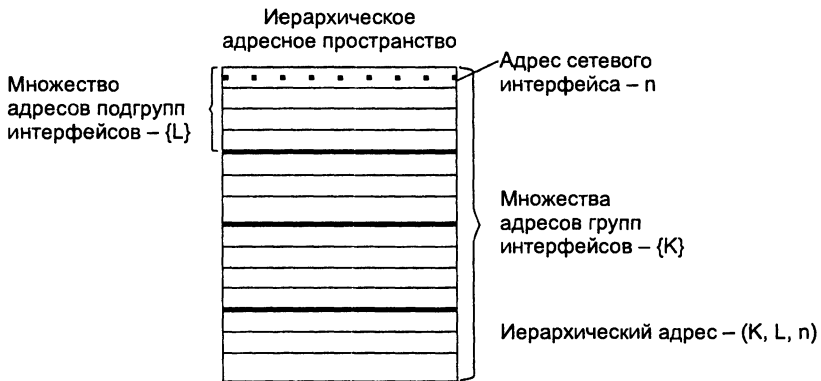 Иерархическое
адресное пространство
Множество
адресов подгрупп
интерфейсов – {L}
Адрес сетевого
интерфейса – n
Множества
адресов групп
интерфейсов – {K}
Иерархический адрес – (K, L, n)